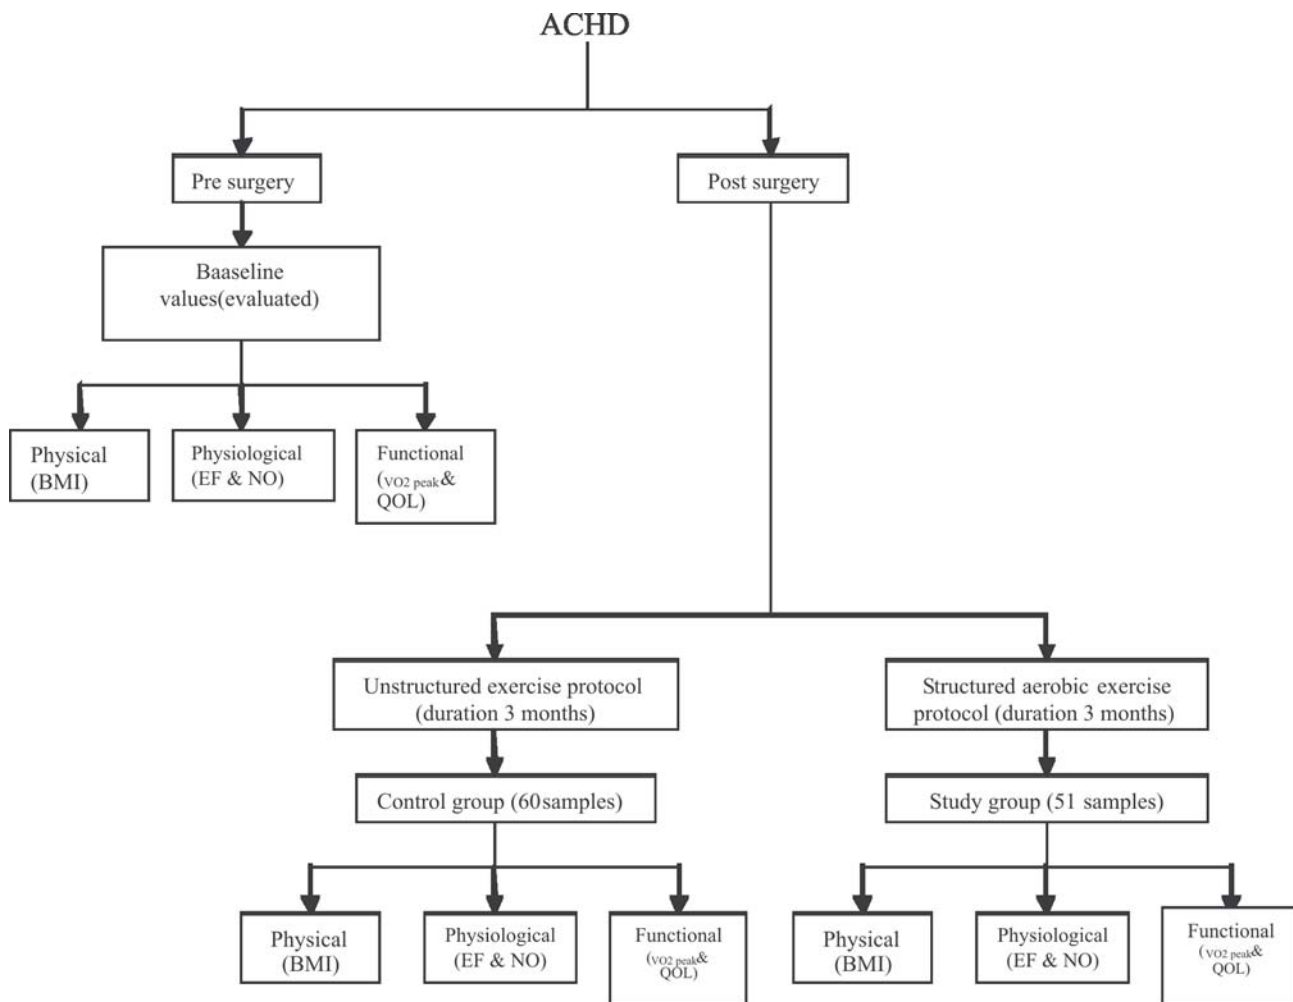 ACHD
Pre surgery
Post surgery
Baaseline
values(evaluated)
Physical
(BMI)
Physiological
(EF & NO)
Functional
(VO2 peak&
QOL)
Unstructured exercise protocol
(duration 3 months)
Structured aerobic exercise
protocol (duration 3 months)
Control group (60samples)
Study group (51 samples)
Physical
(BMI)
Physiological
(EF & NO)
Functional
(VO2 peak&
QOL)
Physical
(BMI)
Physiological
(EF & NO)
Functional
(VO2 peak&
QOL)